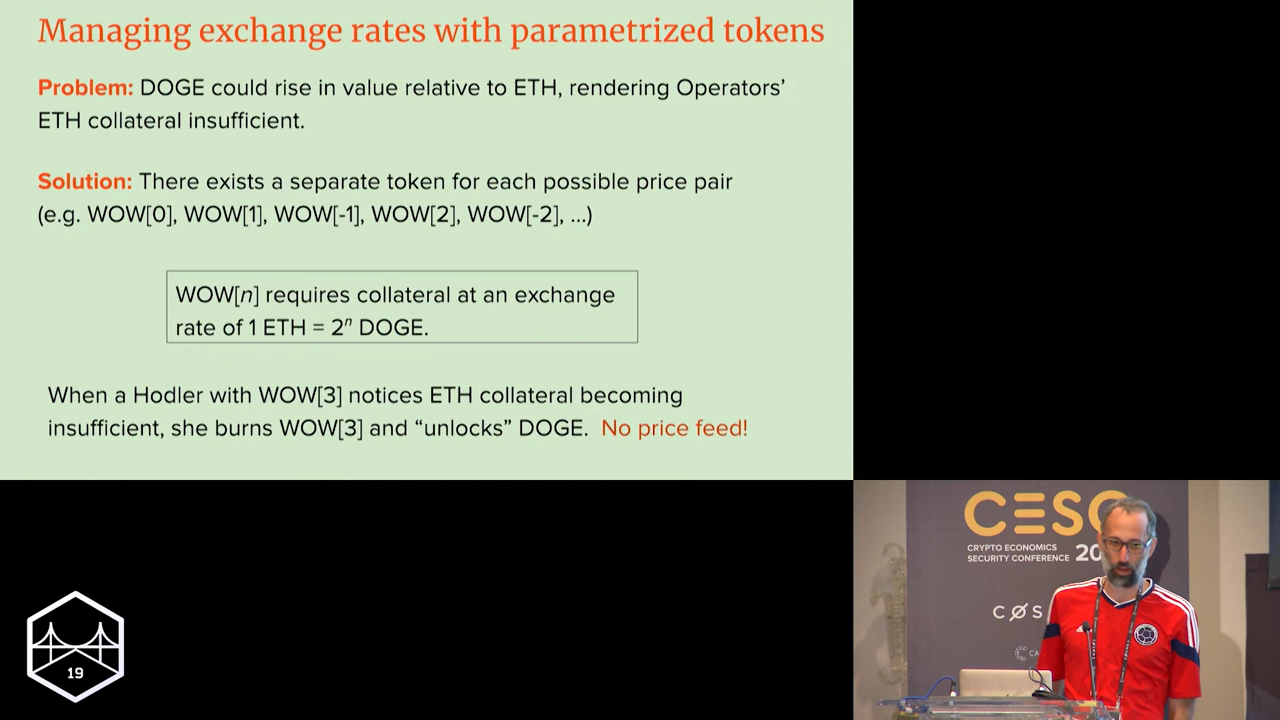 Managing exchange rates with parametrized tokens
Problem: DOGE could rise in value relative to ETH, rendering Operators’
ETH collateral insufficient.
Solution: There exists a separate token for each possible price pair
(e.g. WOW[0], WOW[1], WOW[-1], WOW[2], WOW[-2], ...)
WOW[n] requires collateral at an exchange
rate of 1 ETH = 2ⁿ DOGE.
When a Hodler with WOW[3] notices ETH collateral becoming
insufficient, she burns WOW[3] and “unlocks” DOGE. No price feed!
CESC
CRYPTO ECONOMICS
SECURITY CONFERENCE 20
CØS
CA
19